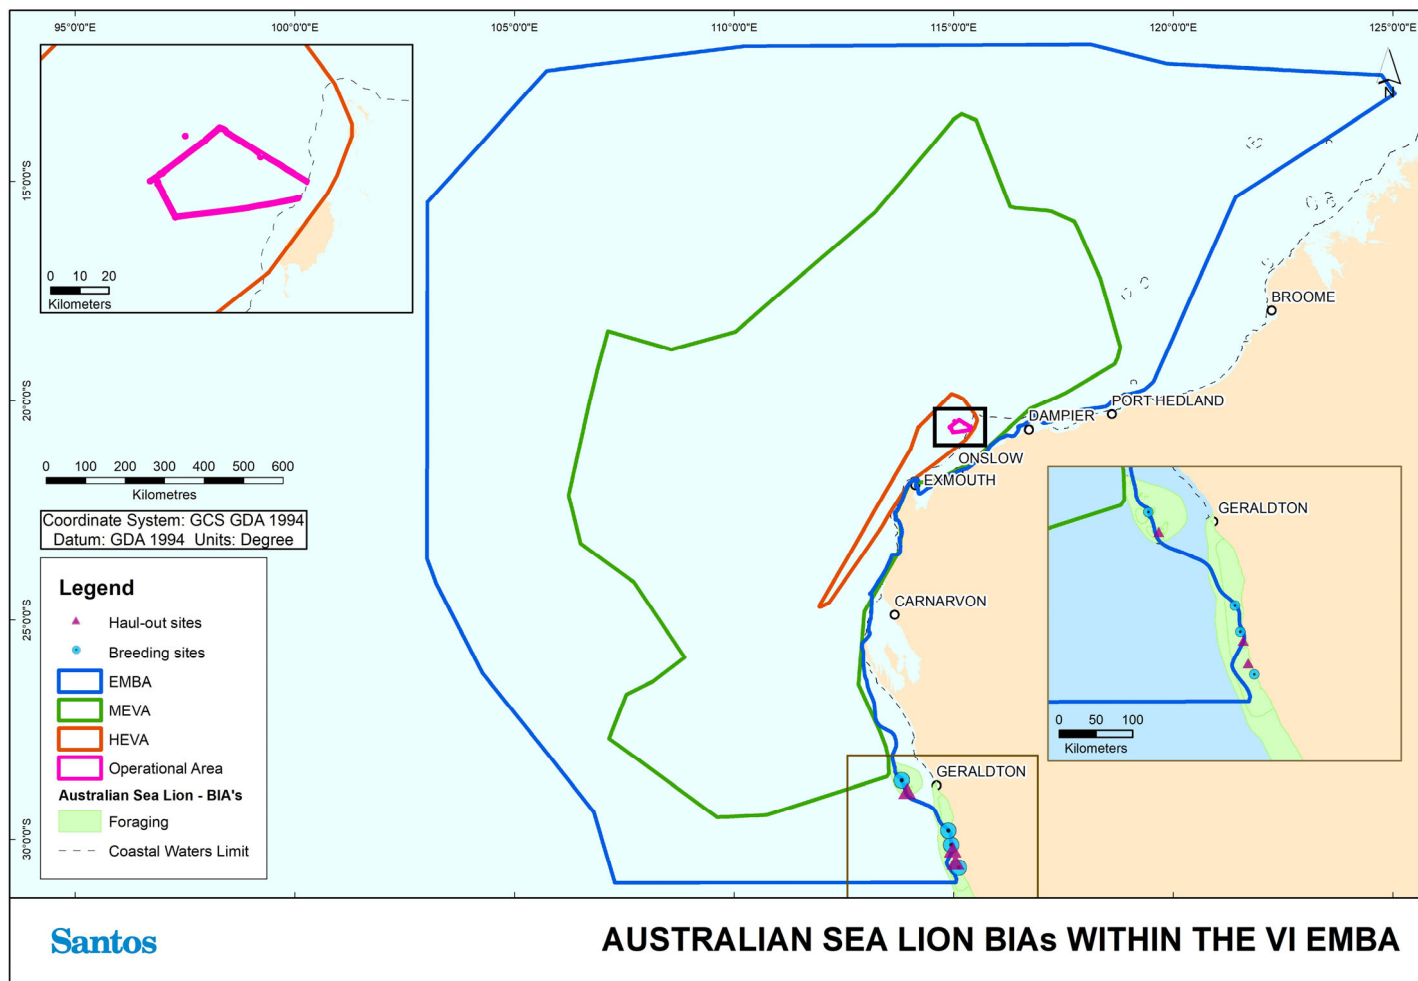 95°0'0"E
100°0'0"E
105°0'0"E
110°0'0"E
115°0'0"E
120°0'0"E
125°0'0"E
15°0'0"S
20°0'0"S
25°0'0"S
30°0'0"S
0 10 20
Kilometers
N
BROOME
PORT HEDLAND
DAMPIER
ONSLOW
EXMOUTH
CARNARVON
GERALDTON
0 100 200 300 400 500 600
Kilometres
Coordinate System: GCS GDA 1994
Datum: GDA 1994 Units: Degree
Legend
Haul-out sites
Breeding sites
EMBA
MEVA
HEVA
Operational Area
Australian Sea Lion - BIA's
Foraging
Coastal Waters Limit
GERALDTON
0 50 100
Kilometers
Santos
AUSTRALIAN SEA LION BIAs WITHIN THE VI EMBA